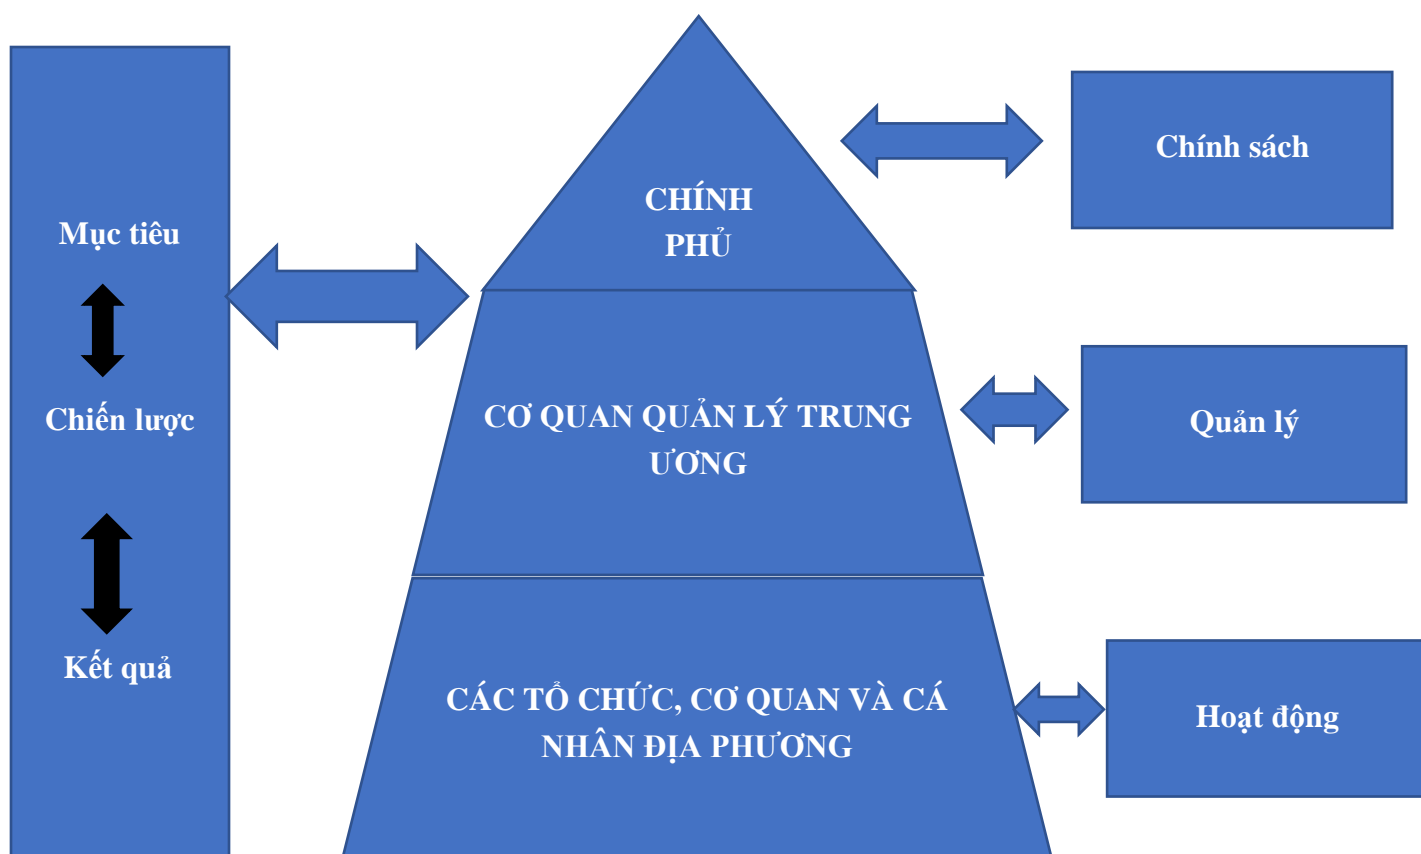 Mục tiêu
Chiến lược
Kết quả
CHÍNH
PHỦ
CƠ QUAN QUẢN LÝ TRUNG
ƯƠNG
CÁC TỔ CHỨC, CƠ QUAN VÀ CÁ
NHÂN ĐỊA PHƯƠNG
Chính sách
Quản lý
Hoạt động